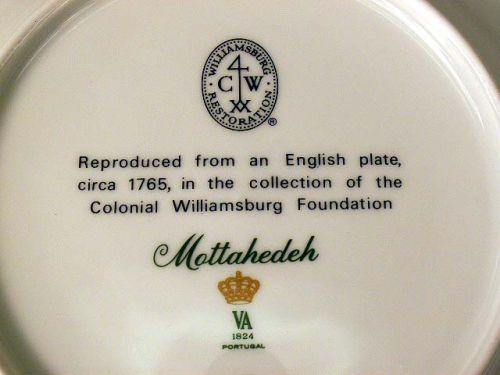 WILLIAMSBURG
C W
RESTORATION
®
Reproduced from an English plate,
circa 1765, in the collection of the
Colonial Williamsburg Foundation
Mottahedeh
VA
1824
PORTUGAL